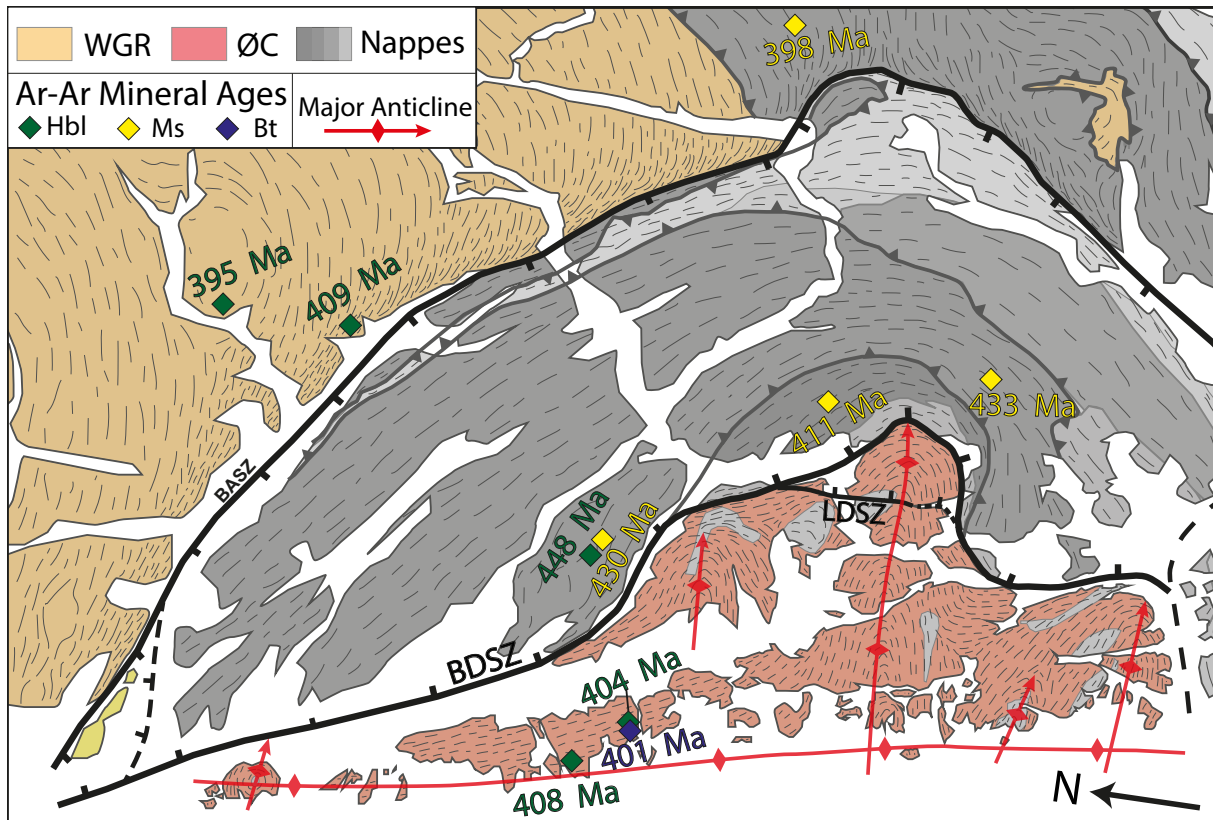 WGR ØC Nappes
Ar-Ar Mineral Ages
Hbl Ms Bt
Major Anticline
398 Ma
395 Ma
409 Ma
433 Ma
411 Ma
BASZ
LDSZ
448 Ma
430 Ma
BDSZ
404 Ma
401 Ma
408 Ma
N